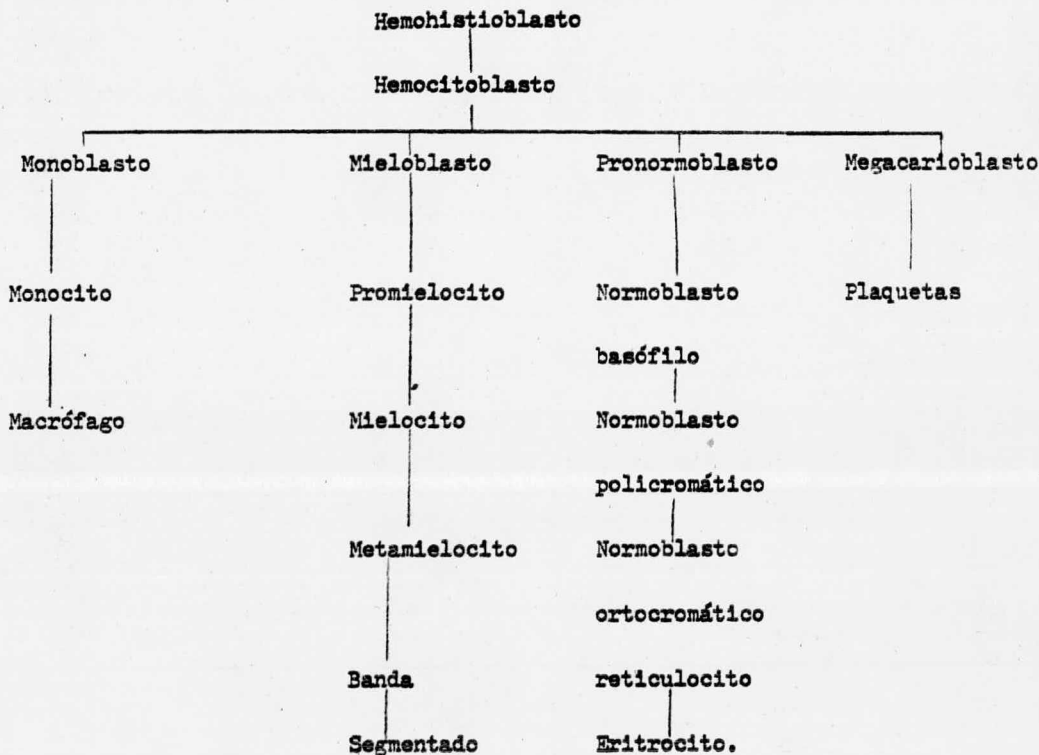 Hemohistioblasto
Hemocitoblasto
Monoblasto Mieloblasto Pronormoblasto Megacarioblasto
Monocito Promielocito Normoblasto Plaquetas
basófilo
Macrófago Mielocito Normoblasto
policromático
Metamielocito Normoblasto
ortocromático
Banda reticulocito
Segmentado Eritrocito.